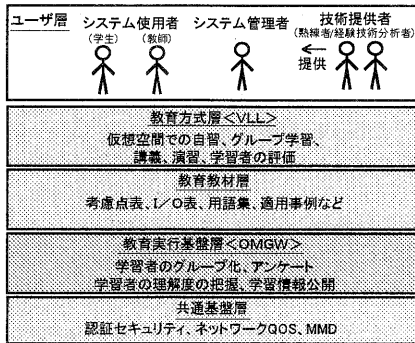 ユーザ層
システム使用者
(学生) (教師)
システム管理者
技術提供者
(熟練者/経験技術分析者)
提供
教育方式層<VLL>
仮想空間での自習、グループ学習、
講義、演習、学習者の評価
教育教材層
考慮点表、I/O表、用語集、適用事例など
教育実行基盤層<OMGW>
学習者のグループ化、アンケート
学習者の理解度の把握、学習情報公開
共通基盤層
認証セキュリティ、ネットワークQOS、MMD